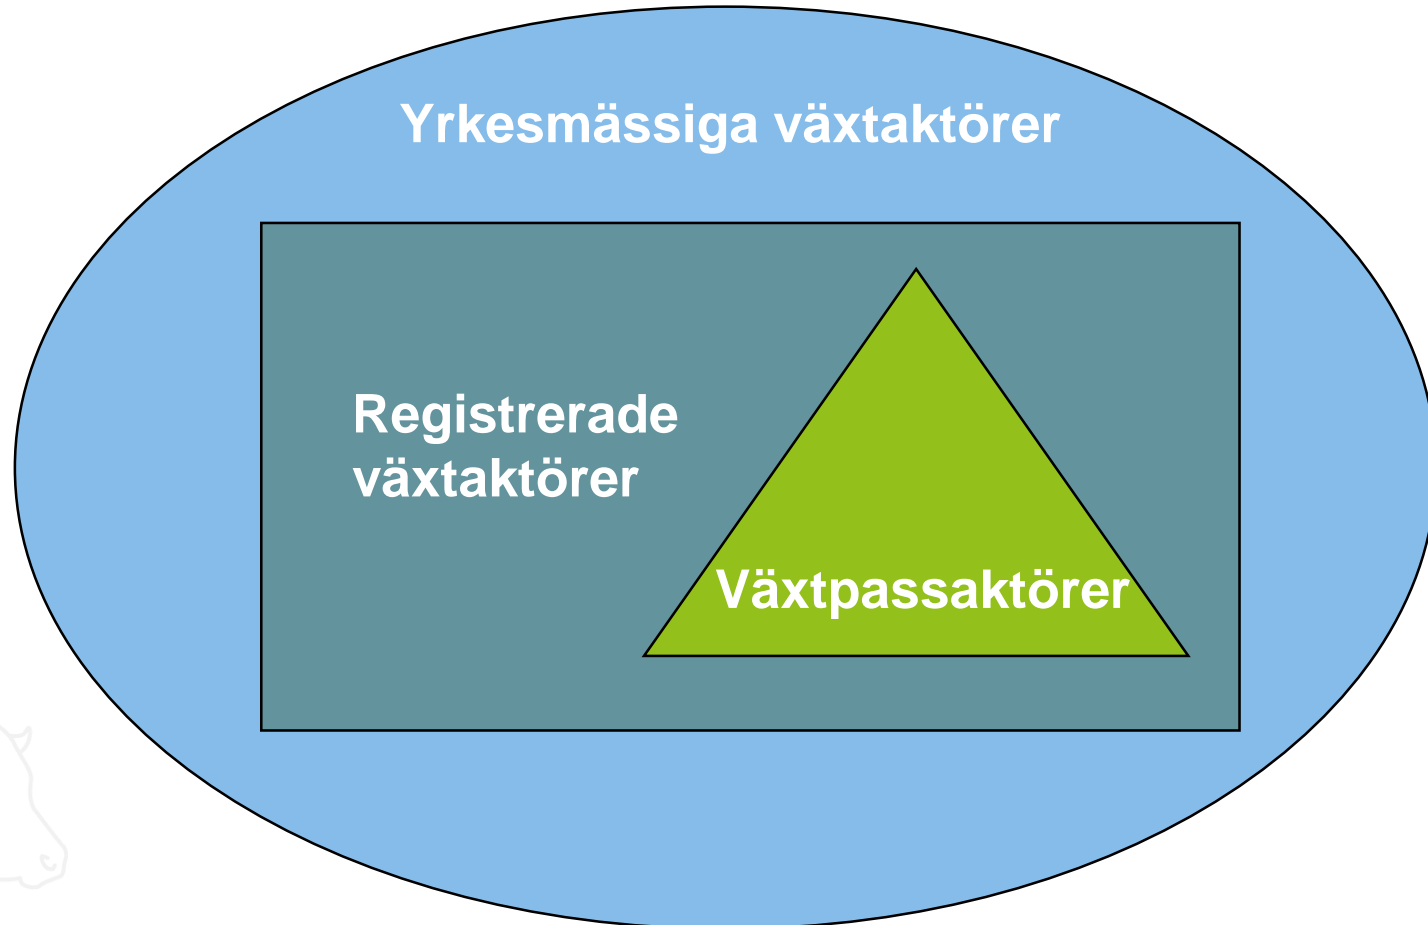 Yrkesmässiga växtaktörer
Registrerade
växtaktörer
Växtpassaktörer